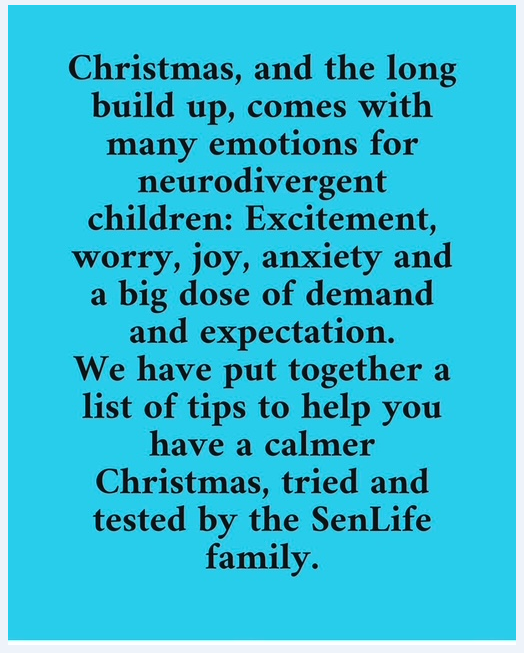 Christmas, and the long
build up, comes with
many emotions for
neurodivergent
children: Excitement,
worry, joy, anxiety and
a big dose of demand
and expectation.
We have put together a
list of tips to help you
have a calmer
Christmas, tried and
tested by the SenLife
family.